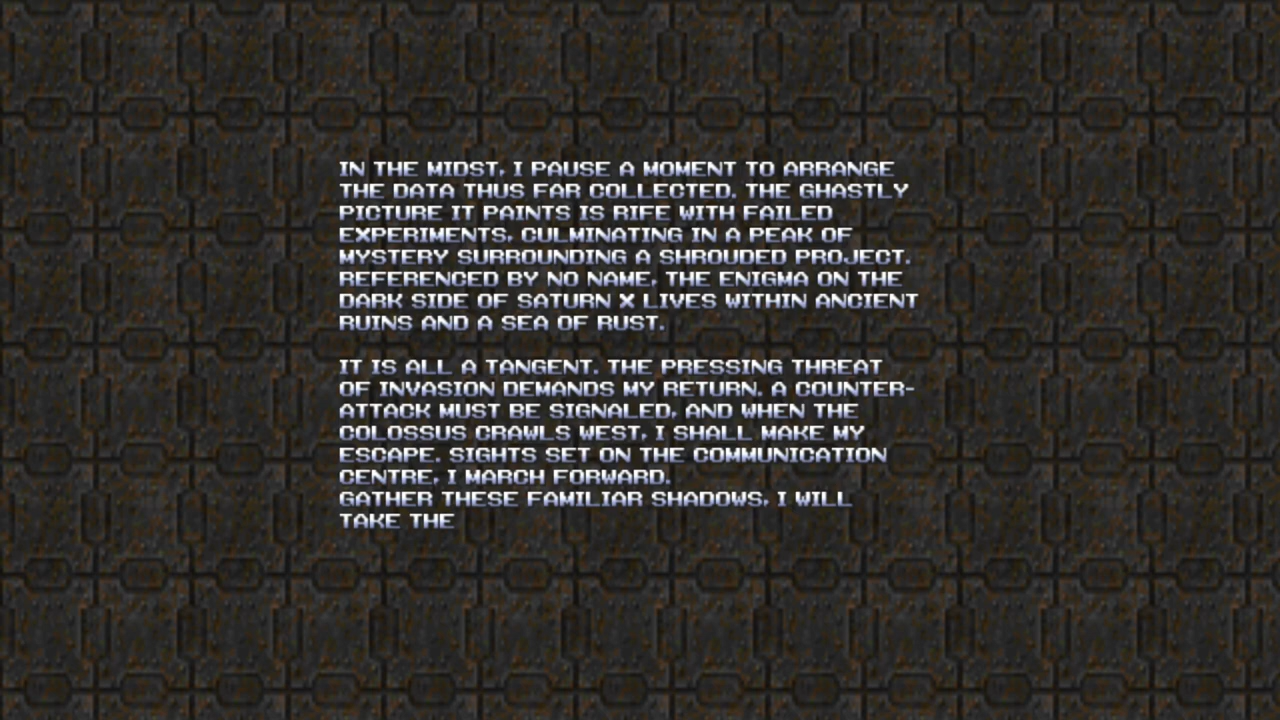 IN THE MIDST, I PAUSE A MOMENT TO ARRANGE
THE DATA THUS FAR COLLECTED. THE GHASTLY
PICTURE IT PAINTS IS RIFE WITH FAILED
EXPERIMENTS, CULMINATING IN A PEAK OF
MYSTERY SURROUNDING A SHROUDED PROJECT.
REFERENCED BY NO NAME, THE ENIGMA ON THE
DARK SIDE OF SATURN X LIVES WITHIN ANCIENT
RUINS AND A SEA OF RUST.
IT IS ALL A TANGENT. THE PRESSING THREAT
OF INVASION DEMANDS MY RETURN. A COUNTER-
ATTACK MUST BE SIGNALED, AND WHEN THE
COLOSSUS CRAWLS WEST, I SHALL MAKE MY
ESCAPE. SIGHTS SET ON THE COMMUNICATION
CENTRE, I MARCH FORWARD.
GATHER THESE FAMILIAR SHADOWS, I WILL
TAKE THE